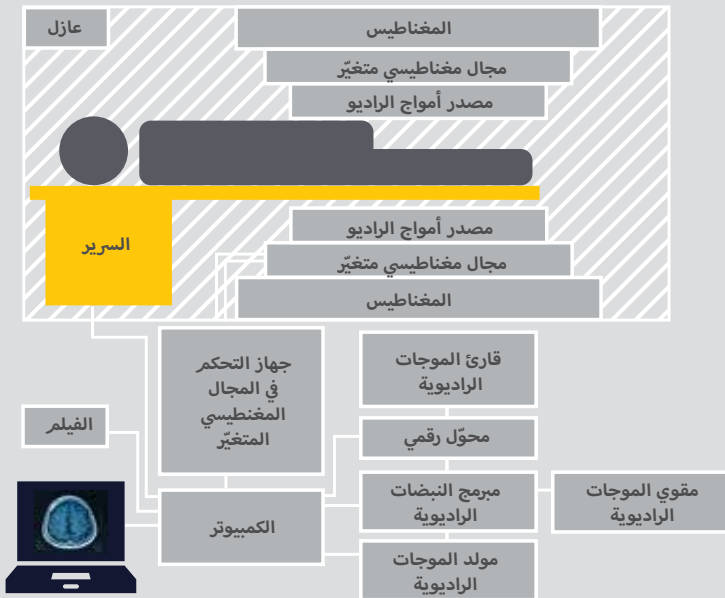 عازل
المغناطيس
مجال مغناطيسي متغيّر
مصدر أمواج الراديو
السرير
مصدر أمواج الراديو
مجال مغناطيسي متغيّر
المغناطيس
جهاز التحكم
في المجال
المغنطيسي
المتغيّر
قارئ الموجات
الراديوية
الفيلم
محوّل رقمي
مقوي الموجات
الراديوية
مبرمج النبضات
الراديوية
الكمبيوتر
مولد الموجات
الراديوية